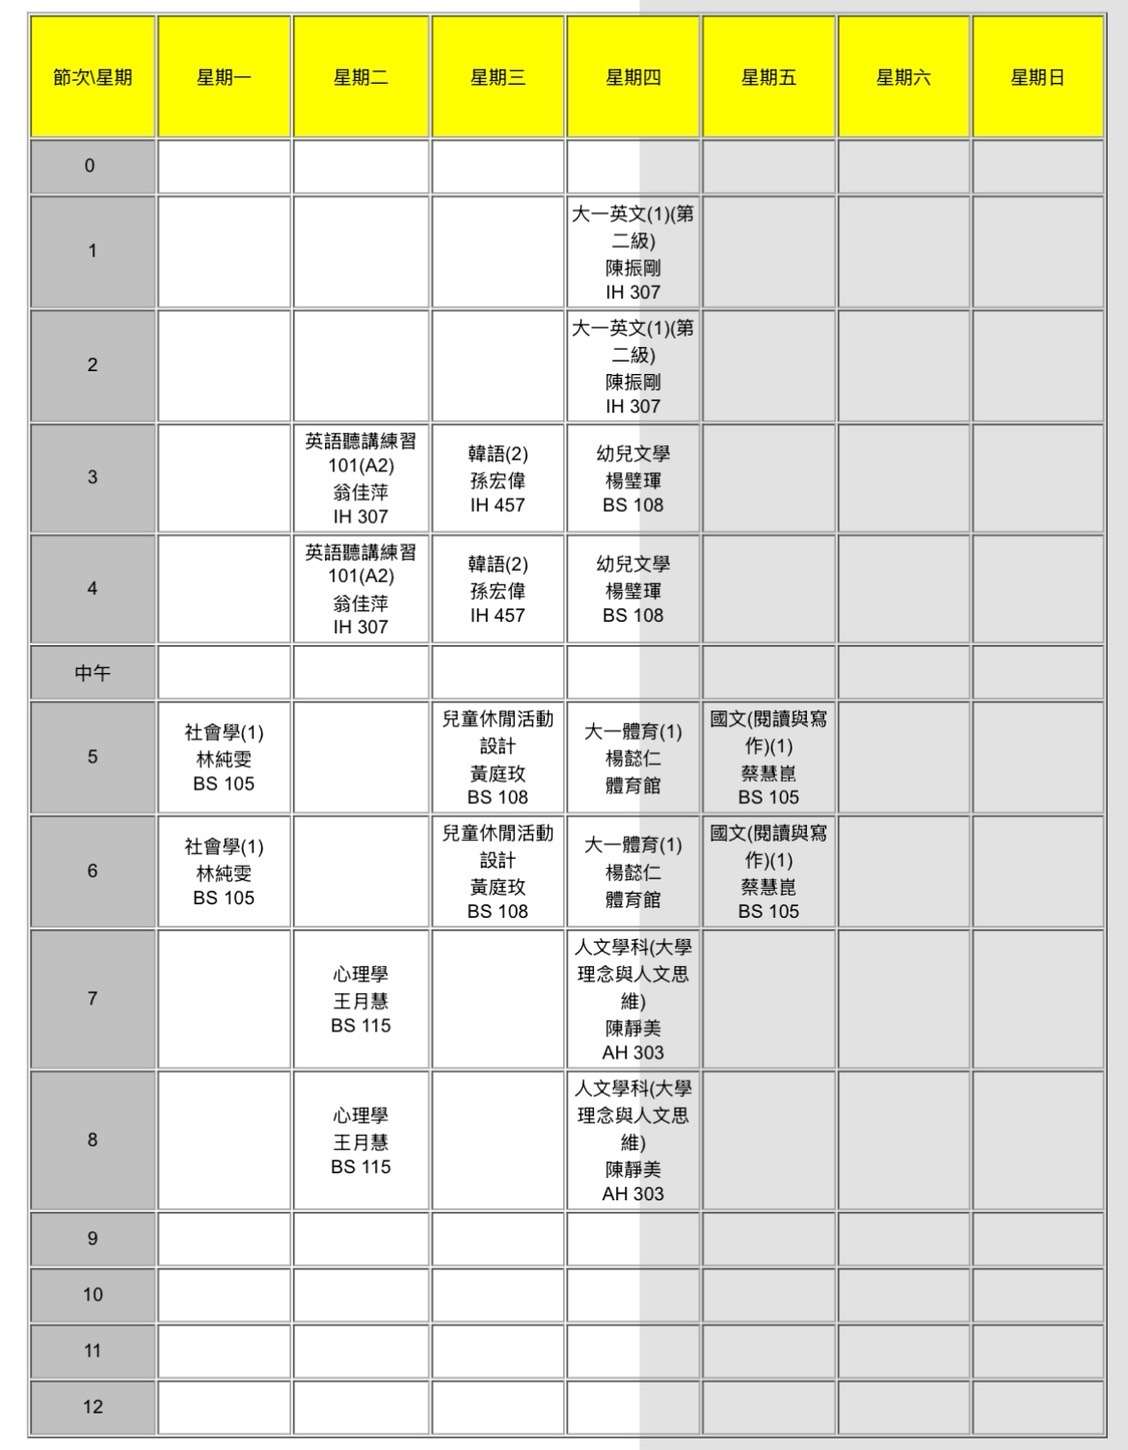 節次\星期 星期一 星期二 星期三 星期四 星期五 星期六 星期日
0
1
大一英文(1)(第
二級)
陳振剛
IH 307
2
大一英文(1)(第
二級)
陳振剛
IH 307
3
英語聽講練習
101(A2)
翁佳萍
IH 307
韓語(2)
孫宏偉
IH 457
幼兒文學
楊璧琿
BS 108
4
英語聽講練習
101(A2)
翁佳萍
IH 307
韓語(2)
孫宏偉
IH 457
幼兒文學
楊璧琿
BS 108
中午
5
社會學(1)
林純雯
BS 105
兒童休閒活動
設計
黃庭玫
BS 108
大一體育(1)
楊懿仁
體育館
國文(閱讀與寫
作)(1)
蔡慧崑
BS 105
6
社會學(1)
林純雯
BS 105
兒童休閒活動
設計
黃庭玫
BS 108
大一體育(1)
楊懿仁
體育館
國文(閱讀與寫
作)(1)
蔡慧崑
BS 105
7
心理學
王月慧
BS 115
人文學科(大學
理念與人文思
維)
陳靜美
AH 303
8
心理學
王月慧
BS 115
人文學科(大學
理念與人文思
維)
陳靜美
AH 303
9
10
11
12